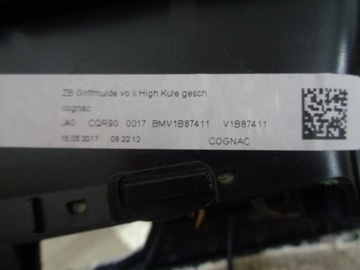 ZB Griffmulde vo li High Kule gesch.
cognac
J40 CQR90 0017 BMV1B87411 V1B87411
15.05.2017 09:22:12 COGNAC